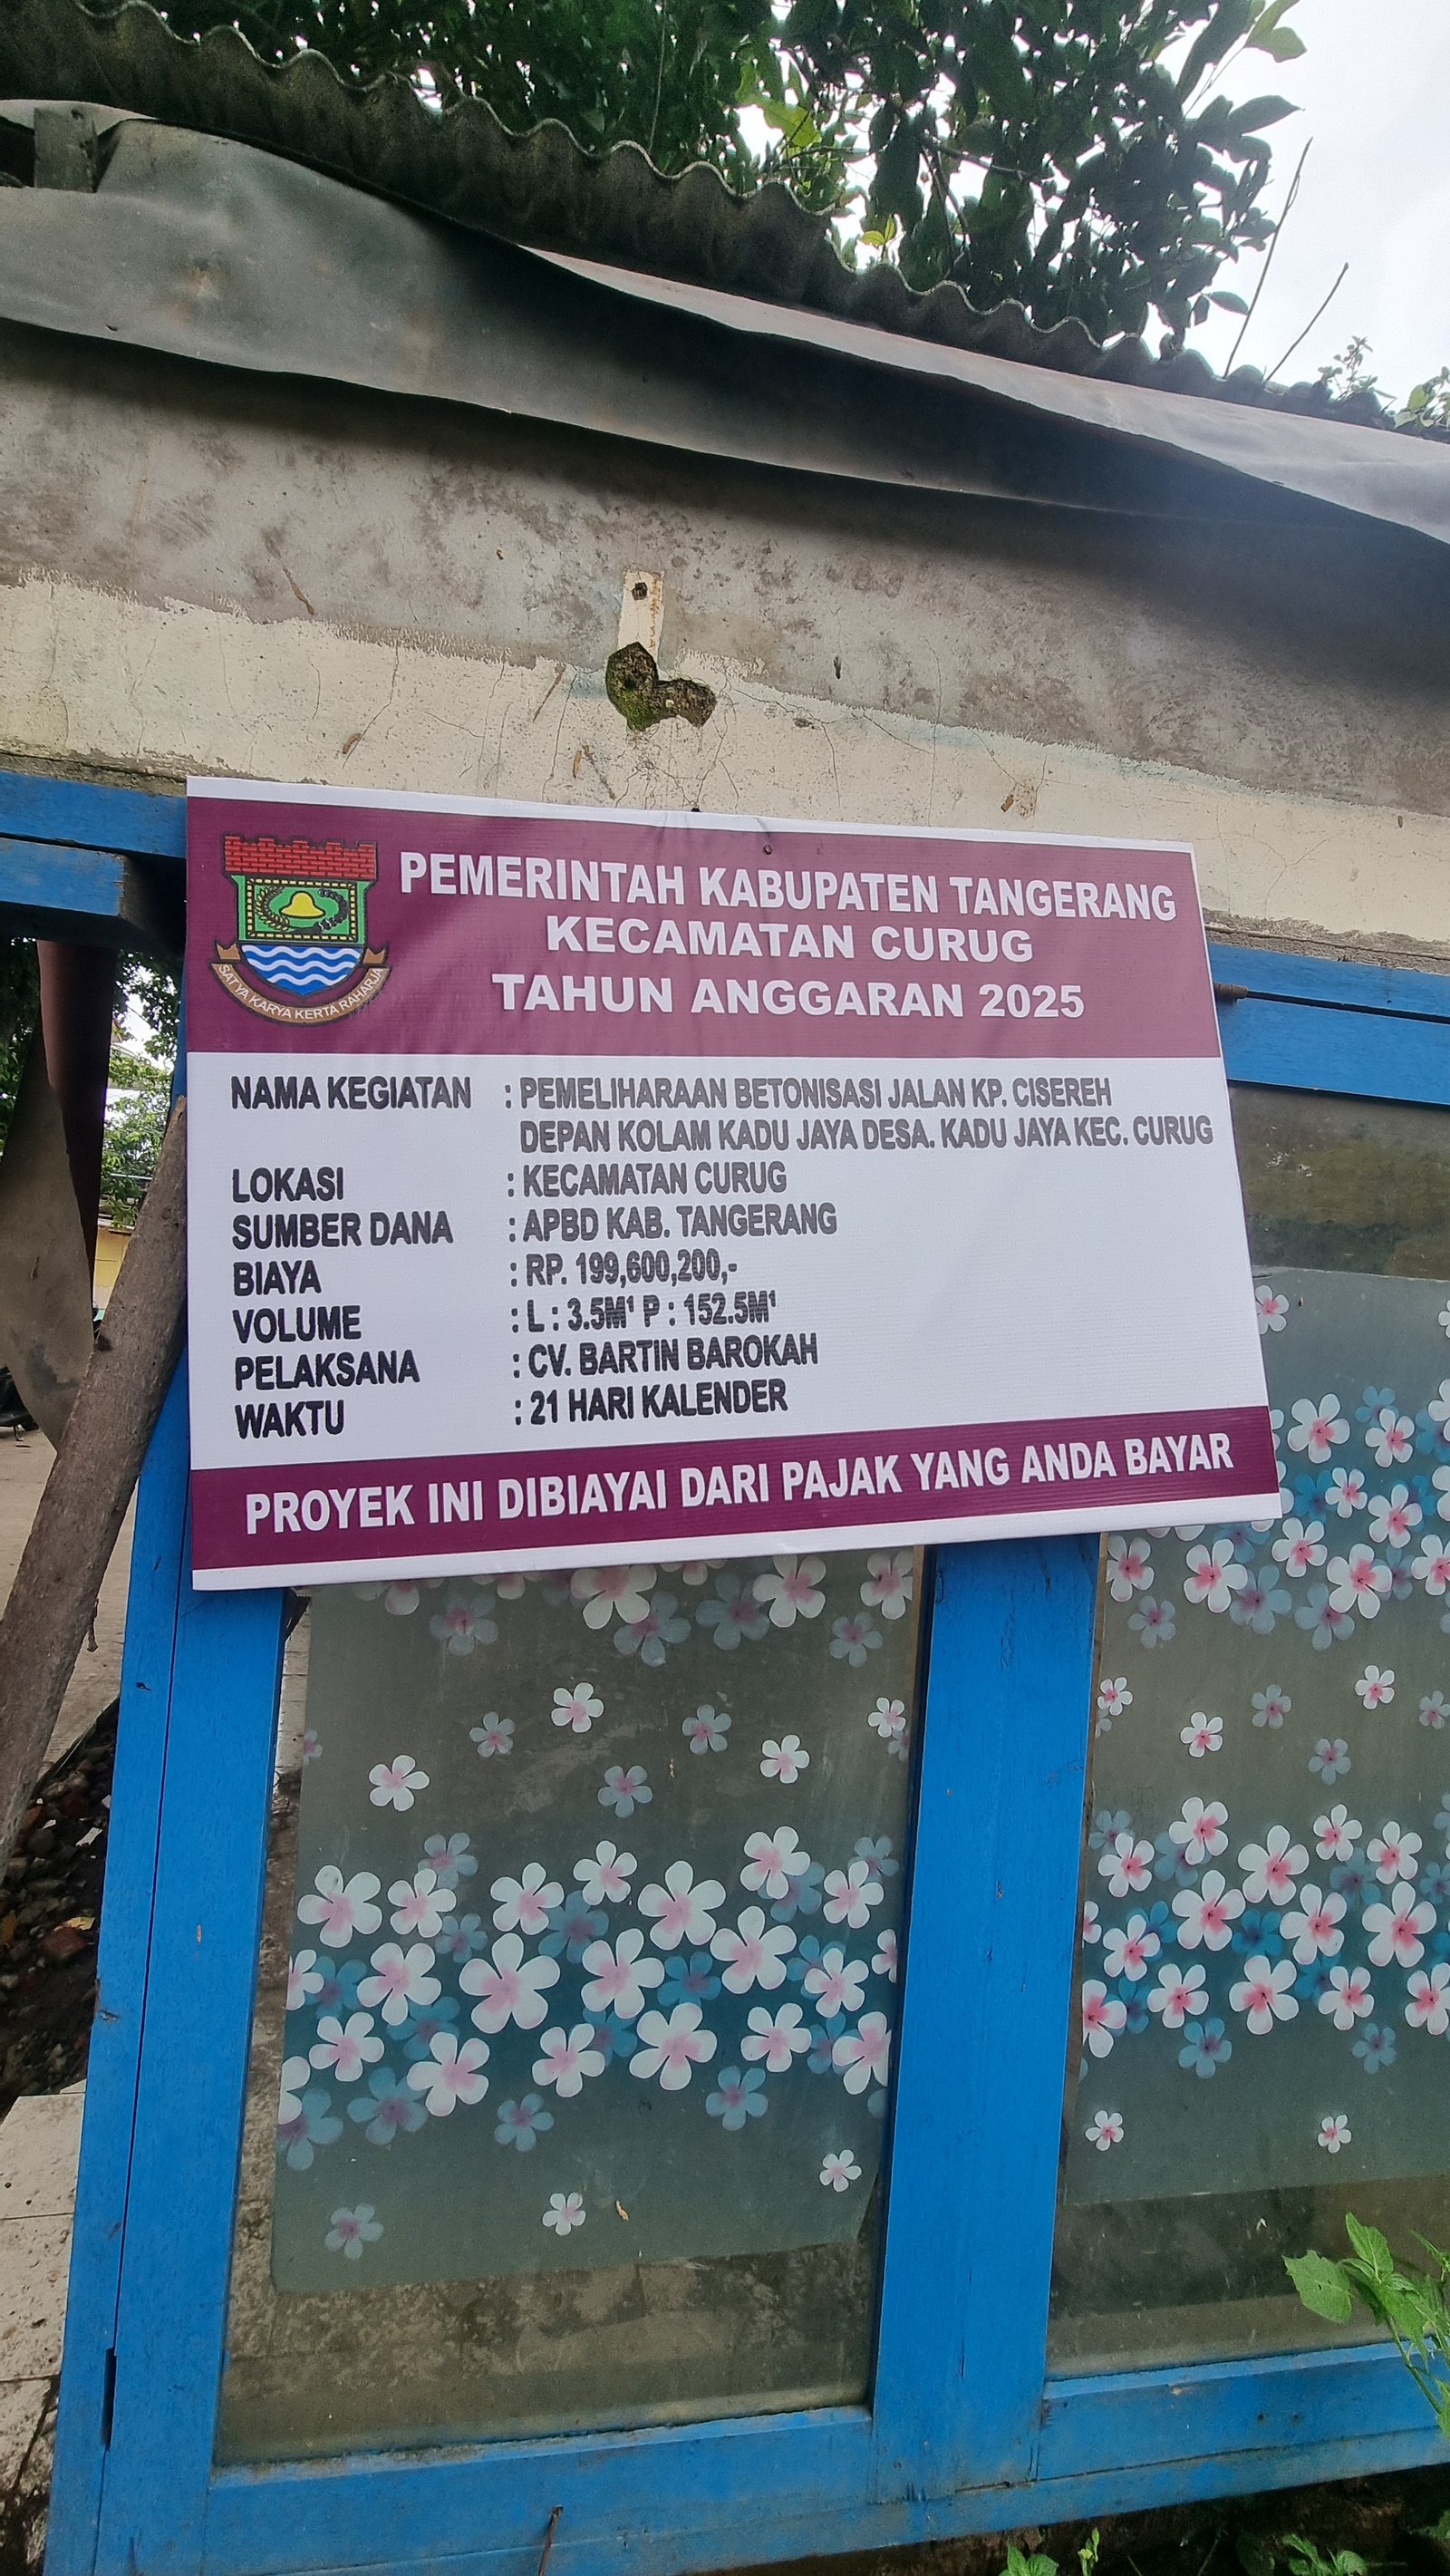 PEMERINTAH KABUPATEN TANGERANG
KECAMATAN CURUG
TAHUN ANGGARAN 2025
SATYA KARYA KERTA RAHARJA
NAMA KEGIATAN : PEMELIHARAAN BETONISASI JALAN KP. CISEREH
DEPAN KOLAM KADU JAYA DESA. KADU JAYA KEC. CURUG
LOKASI : KECAMATAN CURUG
SUMBER DANA : APBD KAB. TANGERANG
BIAYA : RP. 199,600,200,-
VOLUME : L : 3.5M¹ P : 152.5M¹
PELAKSANA : CV. BARTIN BAROKAH
WAKTU : 21 HARI KALENDER
PROYEK INI DIBIAYAI DARI PAJAK YANG ANDA BAYAR